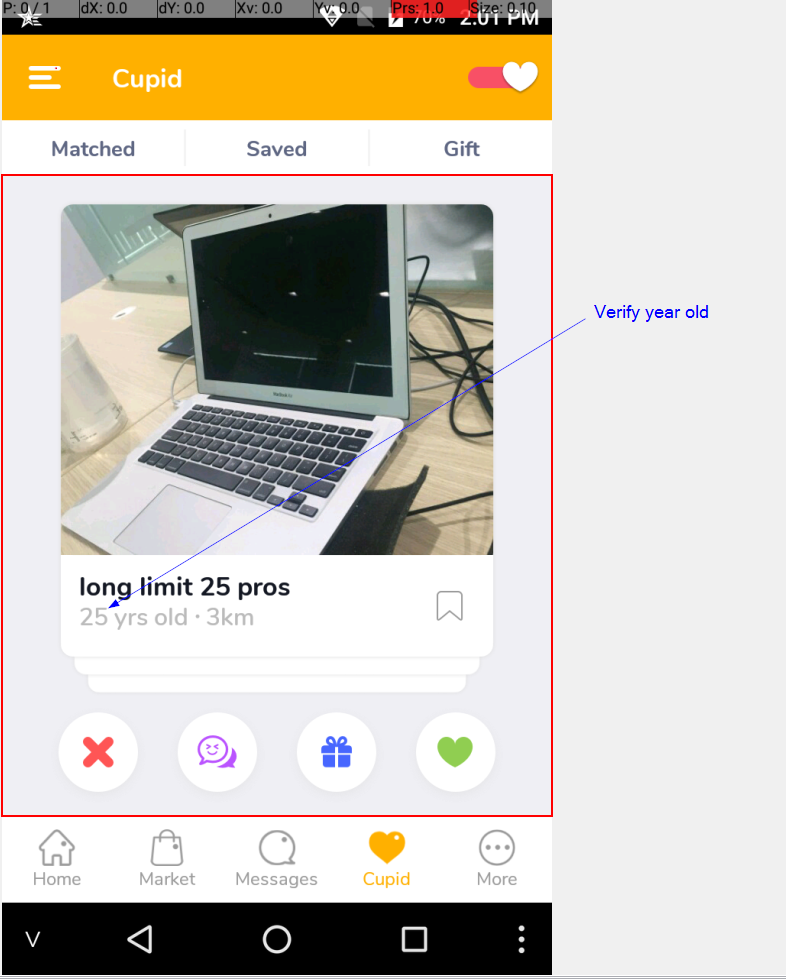 P: 0 / 1 dX: 0.0 dY: 0.0 Xv: 0.0 Yv: 0.0 Prs: 1.0 Size: 0.10
70% 2:01 PM
Cupid
Matched Saved Gift
Verify year old
long limit 25 pros
25 yrs old · 3km
Home Market Messages Cupid More